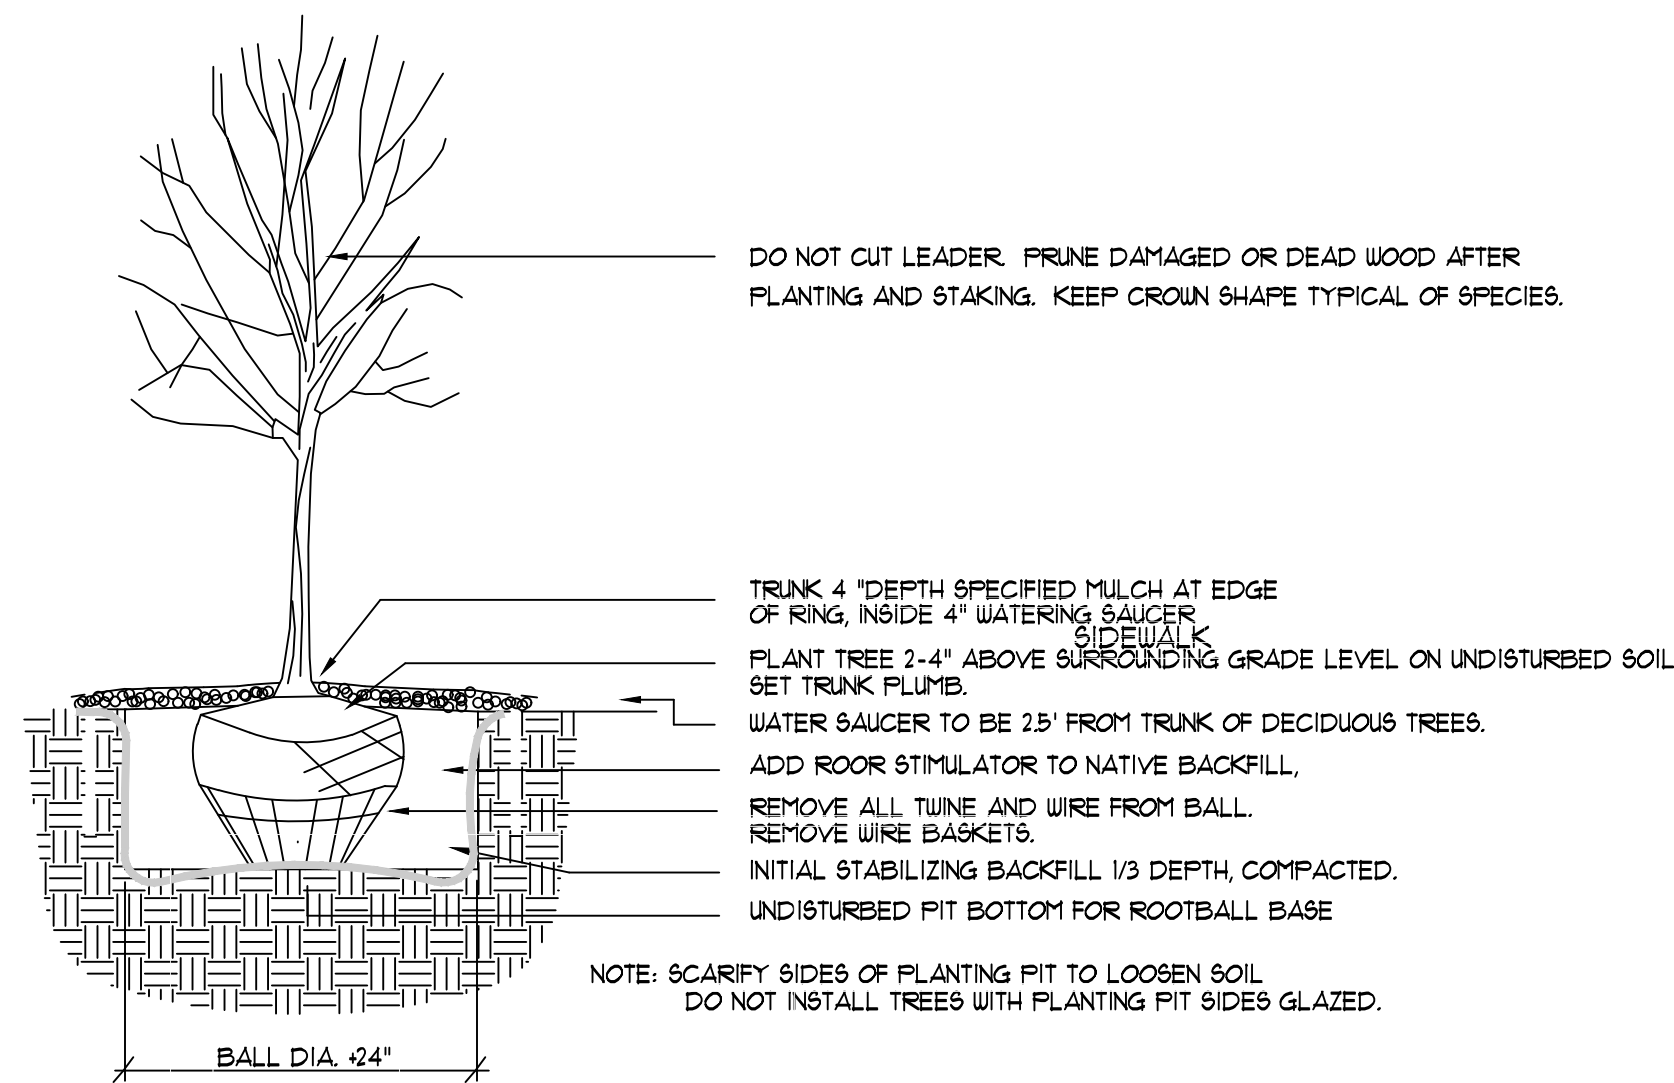 DO NOT CUT LEADER. PRUNE DAMAGED OR DEAD WOOD AFTER
PLANTING AND STAKING. KEEP CROWN SHAPE TYPICAL OF SPECIES.
TRUNK 4 "DEPTH SPECIFIED MULCH AT EDGE
OF RING, INSIDE 4" WATERING SAUCER
SIDEWALK
PLANT TREE 2-4" ABOVE SURROUNDING GRADE LEVEL ON UNDISTURBED SOIL
SET TRUNK PLUMB.
WATER SAUCER TO BE 2.5' FROM TRUNK OF DECIDUOUS TREES.
ADD ROOR STIMULATOR TO NATIVE BACKFILL,
REMOVE ALL TWINE AND WIRE FROM BALL.
REMOVE WIRE BASKETS.
INITIAL STABILIZING BACKFILL 1/3 DEPTH, COMPACTED.
UNDISTURBED PIT BOTTOM FOR ROOTBALL BASE
NOTE: SCARIFY SIDES OF PLANTING PIT TO LOOSEN SOIL
DO NOT INSTALL TREES WITH PLANTING PIT SIDES GLAZED.
BALL DIA. +24"